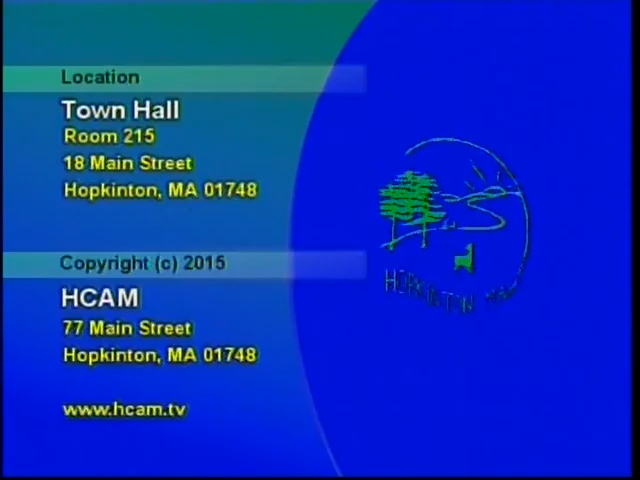 Location
Town Hall
Room 215
18 Main Street
Hopkinton, MA 01748
Copyright (c) 2015
HCAM
77 Main Street
Hopkinton, MA 01748
www.hcam.tv
HOPKINTON